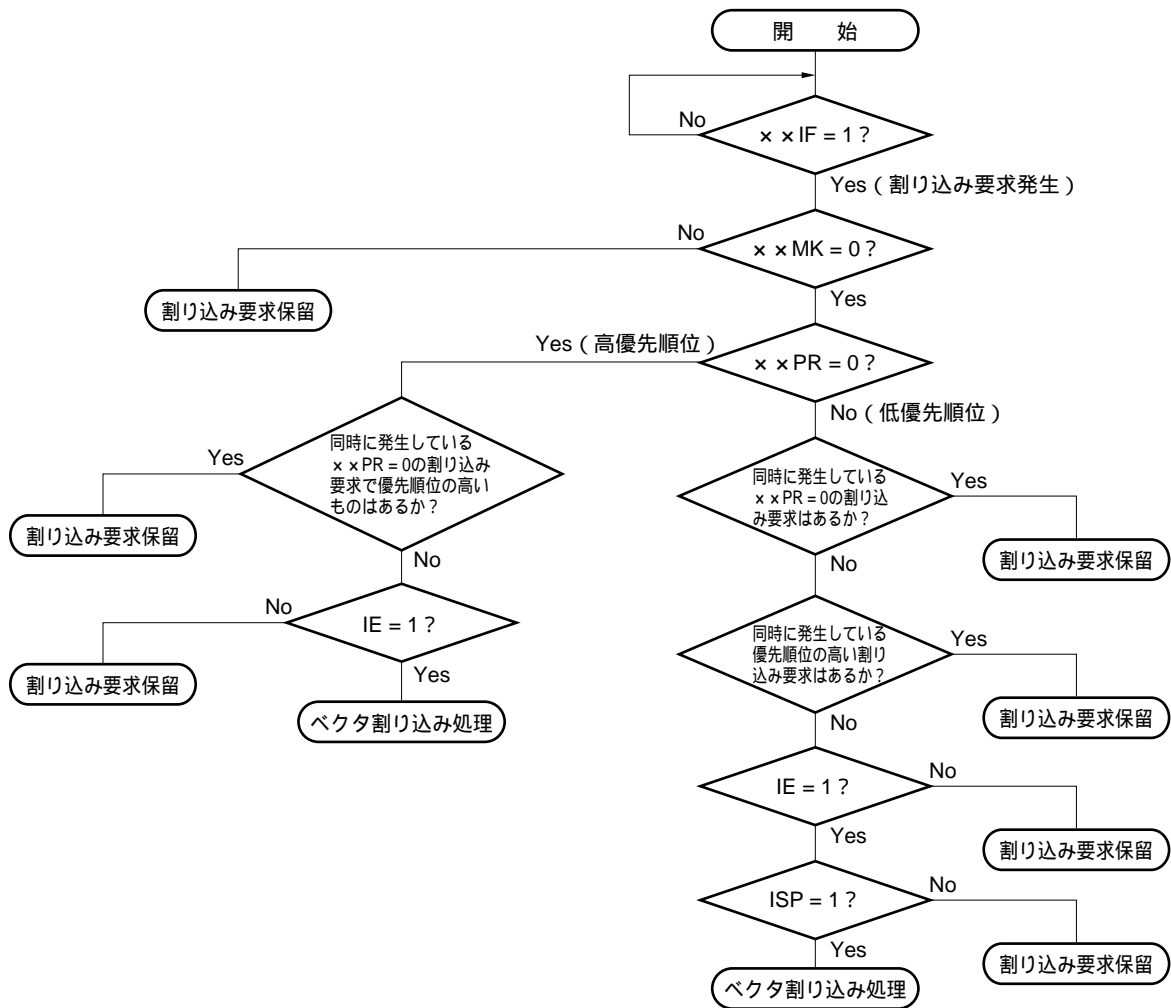 開　　始
No
××IF = 1？
Yes（割り込み要求発生）
No
××MK = 0？
割り込み要求保留
Yes
Yes（高優先順位）
××PR = 0？
No（低優先順位）
同時に発生している
××PR = 0の割り込み
要求で優先順位の高い
ものはあるか？
Yes
割り込み要求保留
No
No
IE = 1？
割り込み要求保留
Yes
ベクタ割り込み処理
同時に発生している
××PR = 0の割り込
み要求はあるか？
Yes
割り込み要求保留
No
同時に発生している
優先順位の高い割り
込み要求はあるか？
Yes
割り込み要求保留
No
IE = 1？
No
割り込み要求保留
Yes
ISP = 1？
No
割り込み要求保留
Yes
ベクタ割り込み処理